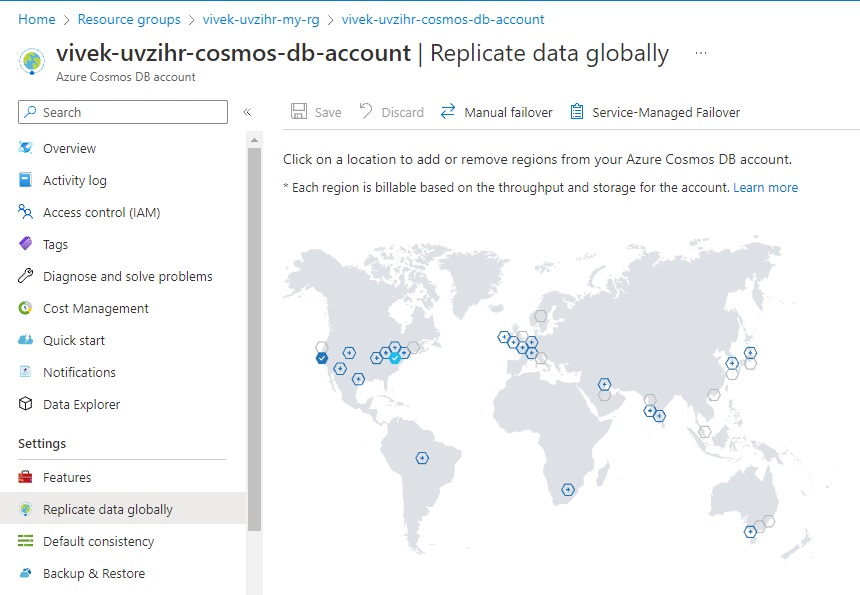 Home > Resource groups > vivek-uvzihr-my-rg > vivek-uvzihr-cosmos-db-account
vivek-uvzihr-cosmos-db-account | Replicate data globally ...
Azure Cosmos DB account
Search
«
Save
Discard
Manual failover
Service-Managed Failover
Overview
Activity log
Access control (IAM)
Tags
Diagnose and solve problems
Cost Management
Quick start
Notifications
Data Explorer
Settings
Features
Replicate data globally
Default consistency
Backup & Restore
Click on a location to add or remove regions from your Azure Cosmos DB account.
* Each region is billable based on the throughput and storage for the account. Learn more